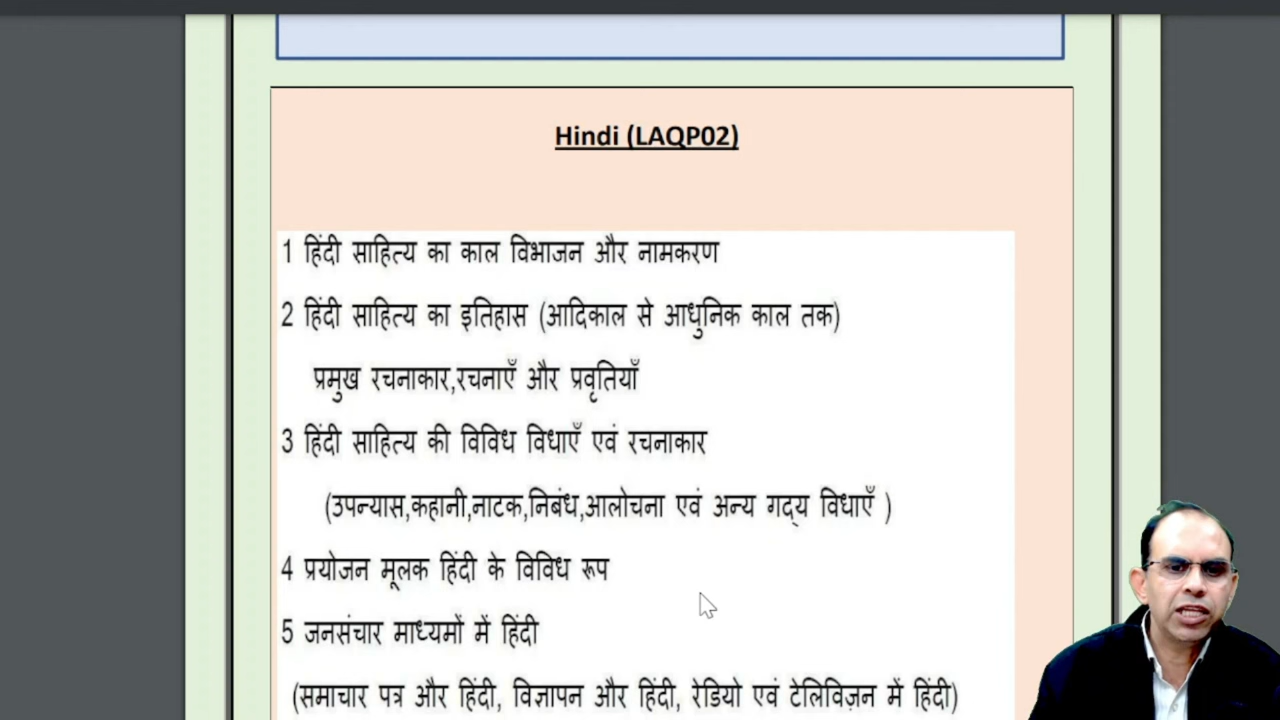 Hindi (LAQP02)
1 हिंदी साहित्य का काल विभाजन और नामकरण
2 हिंदी साहित्य का इतिहास (आदिकाल से आधुनिक काल तक)
प्रमुख रचनाकार,रचनाएँ और प्रवृतियाँ
3 हिंदी साहित्य की विविध विधाएँ एवं रचनाकार
(उपन्यास,कहानी,नाटक,निबंध,आलोचना एवं अन्य गद्य विधाएँ )
4 प्रयोजन मूलक हिंदी के विविध रूप
5 जनसंचार माध्यमों में हिंदी
(समाचार पत्र और हिंदी, विज्ञापन और हिंदी, रेडियो एवं टेलिविज़न में हिंदी)